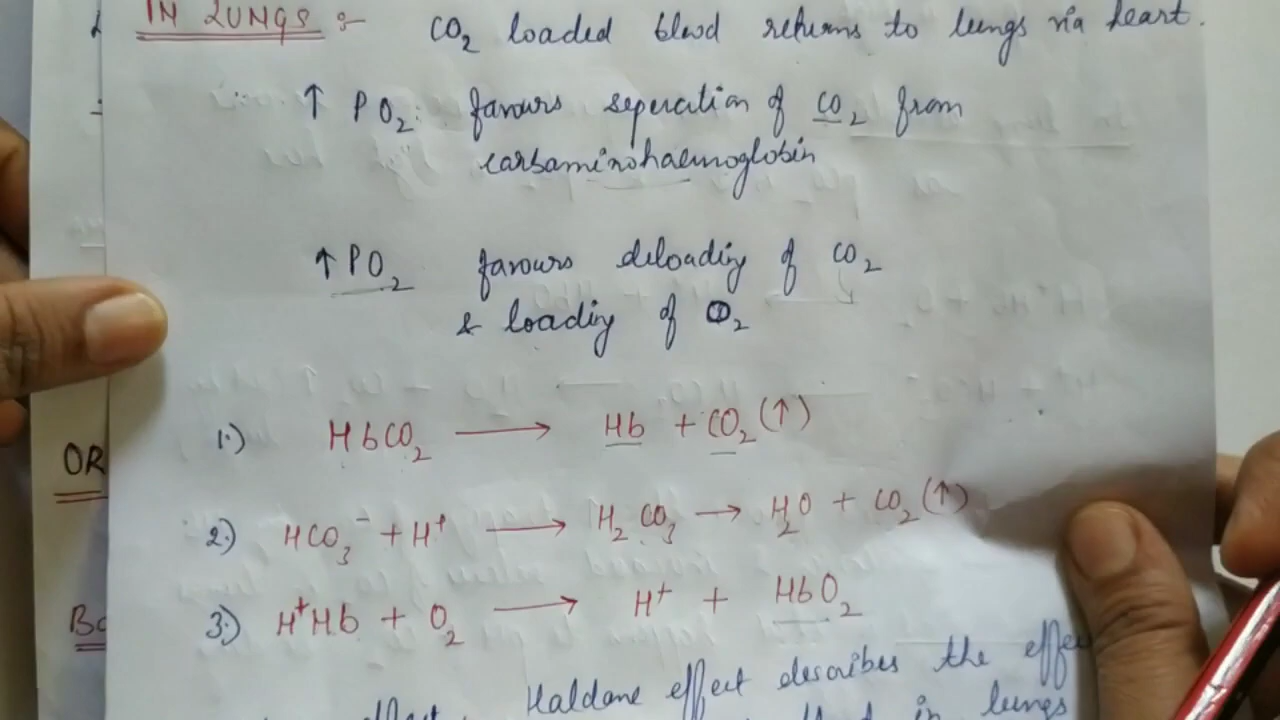 IN LUNGS :- CO2 loaded blood returns to lungs via heart.
↑ PO2: favours seperation of CO2 from
carbaminohaemoglobin
↑ PO2 favours deloading of CO2
& loading of O2
1.) HbCO2 → Hb + CO2 (↑)
2.) HCO3⁻ + H⁺ → H2CO3 → H2O + CO2 (↑)
OR
3.) H⁺Hb + O2 → H⁺ + HbO2
Bo
Haldane effect describes the effec
in lungs